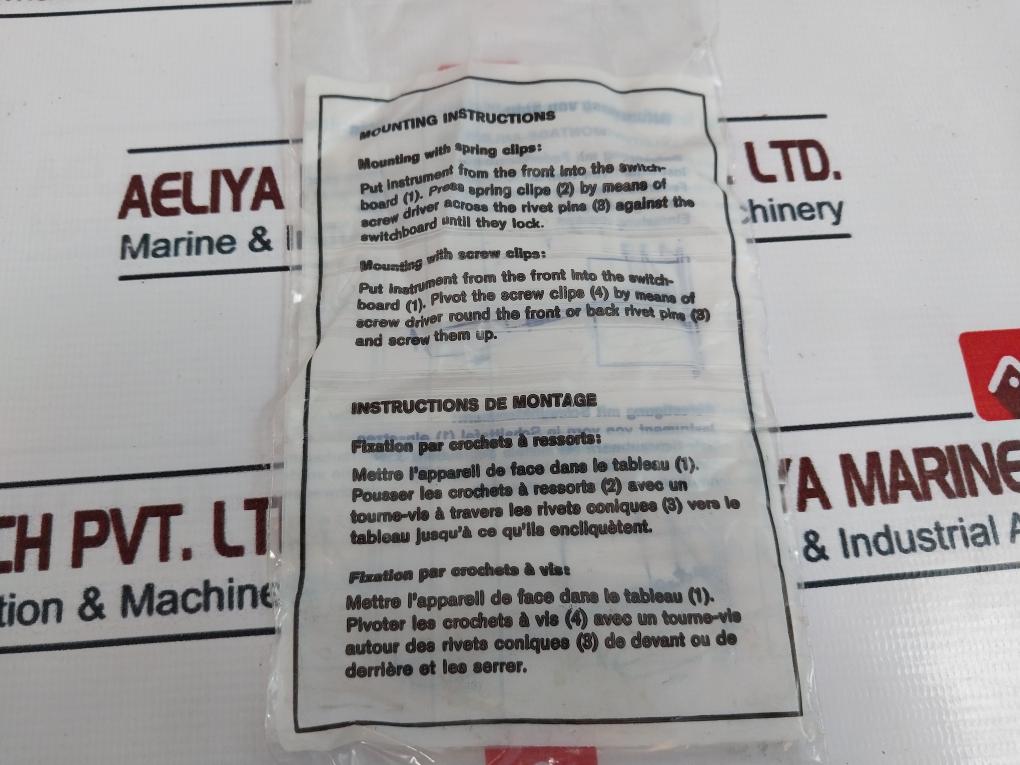 AELIYA
Marine & I
LTD.
chinery
MOUNTING INSTRUCTIONS
Mounting with spring clips:
Put instrument from the front into the switch-
board (1). Press spring clips (2) by means of
screw driver across the rivet pins (3) against the
switchboard until they lock.
Mounting with screw clips:
Put instrument from the front into the switch-
board (1). Pivot the screw clips (4) by means of
screw driver round the front or back rivet pins (3)
and screw them up.
INSTRUCTIONS DE MONTAGE
Fixation par crochets à ressorts:
Mettre l'appareil de face dans le tableau (1).
Pousser les crochets à ressorts (2) avec un
tourne-vis à travers les rivets coniques (3) vers le
tableau jusqu'à ce qu'ils encliquètent.
Fixation par crochets à vis:
Mettre l'appareil de face dans le tableau (1).
Pivoter les crochets à vis (4) avec un tourne-vis
autour des rivets coniques (3) de devant ou de
derrière et les serrer.
CH PVT. LT
tion & Machine
YA MARINE
& Industrial A